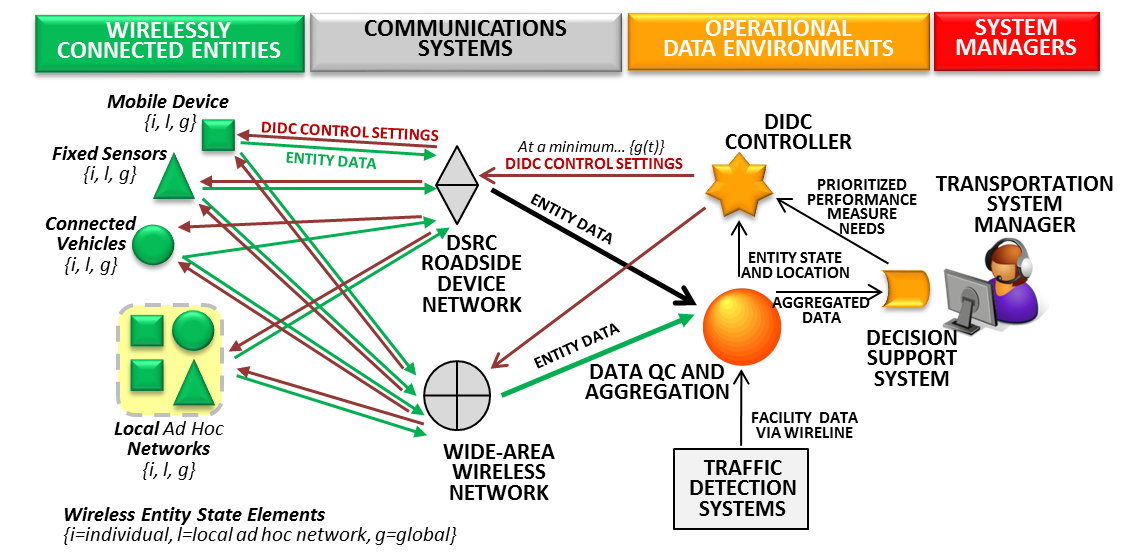 WIRELESSLY
CONNECTED ENTITIES
COMMUNICATIONS
SYSTEMS
OPERATIONAL
DATA ENVIRONMENTS
SYSTEM
MANAGERS
Mobile Device
{i, l, g}
Fixed Sensors
{i, l, g}
Connected
Vehicles
{i, l, g}
Local Ad Hoc
Networks
{i, l, g}
DIDC CONTROL SETTINGS
ENTITY DATA
At a minimum... {g(t)}
DIDC CONTROL SETTINGS
DSRC
ROADSIDE
DEVICE
NETWORK
ENTITY DATA
ENTITY DATA
WIDE-AREA
WIRELESS
NETWORK
DIDC
CONTROLLER
PRIORITIZED
PERFORMANCE
MEASURE
NEEDS
TRANSPORTATION
SYSTEM
MANAGER
ENTITY STATE
AND LOCATION
AGGREGATED
DATA
DECISION
SUPPORT
SYSTEM
DATA QC AND
AGGREGATION
FACILITY DATA
VIA WIRELINE
TRAFFIC
DETECTION
SYSTEMS
Wireless Entity State Elements
{i=individual, l=local ad hoc network, g=global}